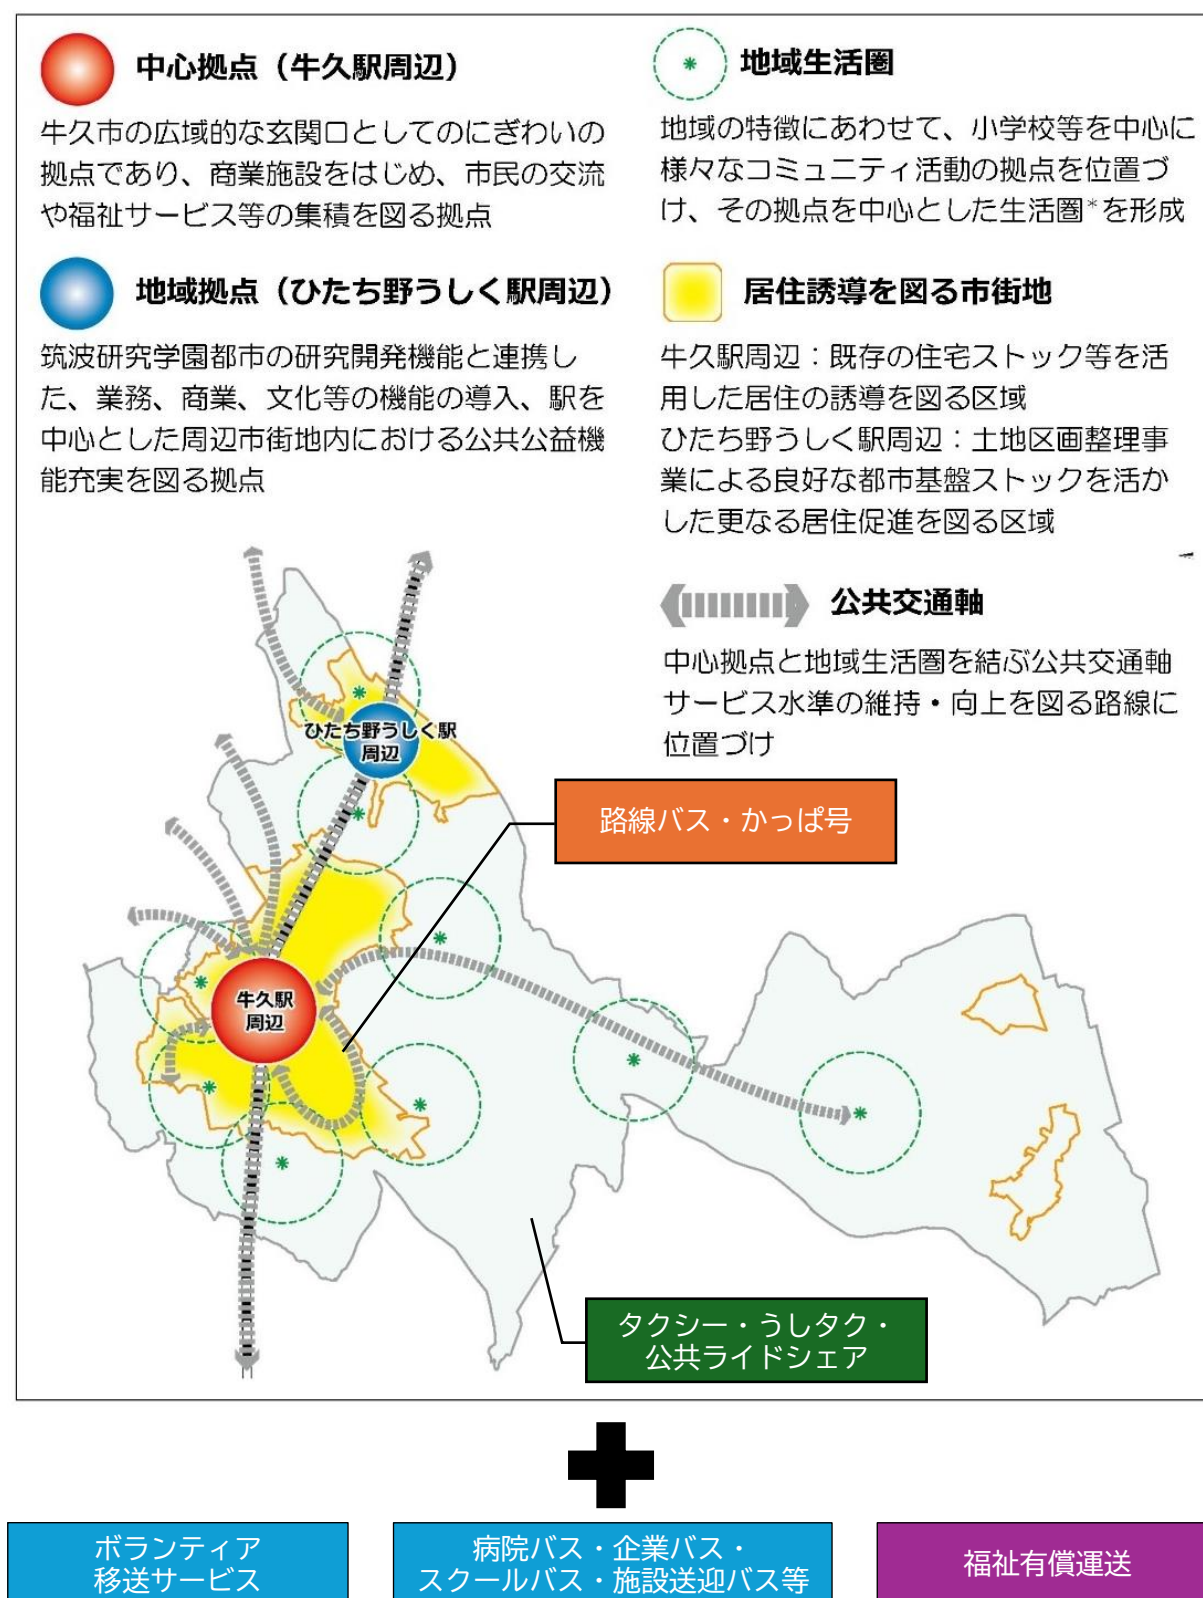 中心拠点（牛久駅周辺）
牛久市の広域的な玄関口としてのにぎわいの
拠点であり、商業施設をはじめ、市民の交流
や福祉サービス等の集積を図る拠点
地域拠点（ひたち野うしく駅周辺）
筑波研究学園都市の研究開発機能と連携し
た、業務、商業、文化等の機能の導入、駅を
中心とした周辺市街地内における公共公益機
能充実を図る拠点
地域生活圏
地域の特徴にあわせて、小学校等を中心に
様々なコミュニティ活動の拠点を位置づ
け、その拠点を中心とした生活圏*を形成
居住誘導を図る市街地
牛久駅周辺：既存の住宅ストック等を活
用した居住の誘導を図る区域
ひたち野うしく駅周辺：土地区画整理事
業による良好な都市基盤ストックを活か
した更なる居住促進を図る区域
公共交通軸
中心拠点と地域生活圏を結ぶ公共交通軸
サービス水準の維持・向上を図る路線に
位置づけ
ひたち野うしく駅
周辺
路線バス・かっぱ号
牛久駅
周辺
タクシー・うしタク・
公共ライドシェア
ボランティア
移送サービス
病院バス・企業バス・
スクールバス・施設送迎バス等
福祉有償運送